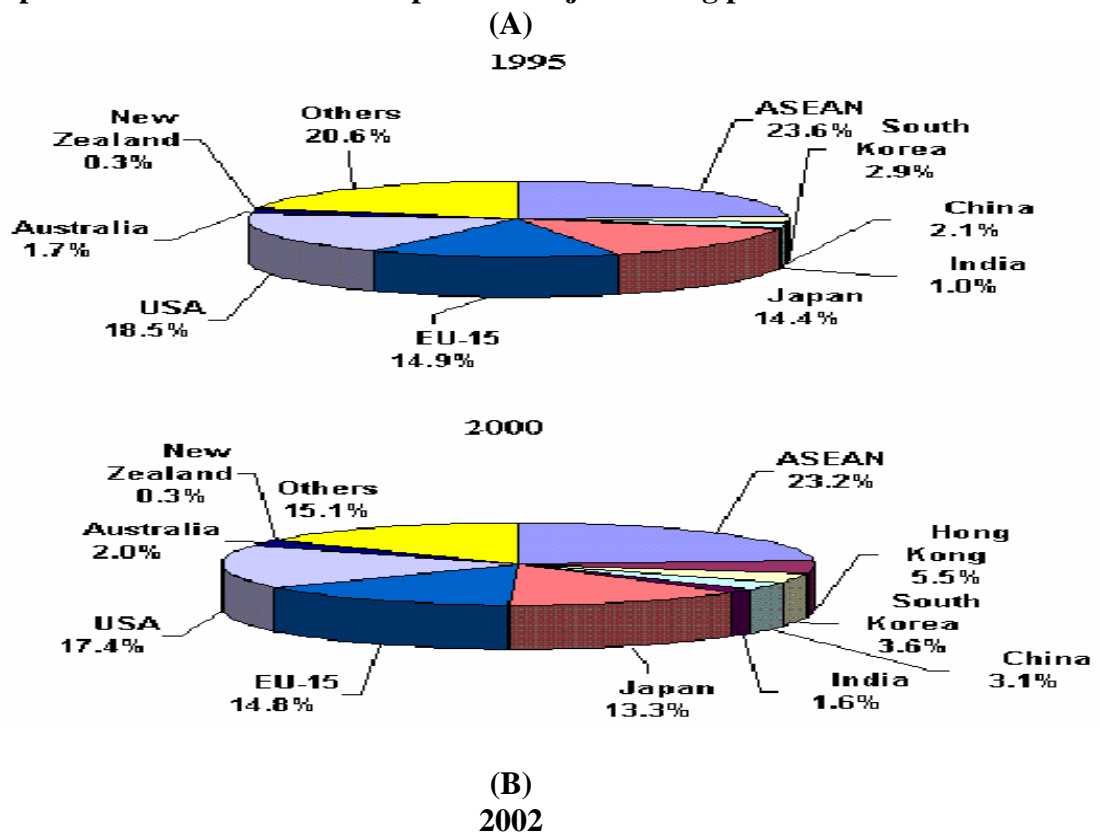 (A)
1995
New
Zealand
0.3%
Others
20.6%
ASEAN
23.6%
South
Korea
2.9%
China
2.1%
India
1.0%
Japan
14.4%
EU-15
14.9%
USA
18.5%
Australia
1.7%
2000
New
Zealand
0.3%
Others
15.1%
ASEAN
23.2%
Hong
Kong
5.5%
South
Korea
3.6%
China
3.1%
India
1.6%
Japan
13.3%
EU-15
14.8%
USA
17.4%
Australia
2.0%
(B)
2002